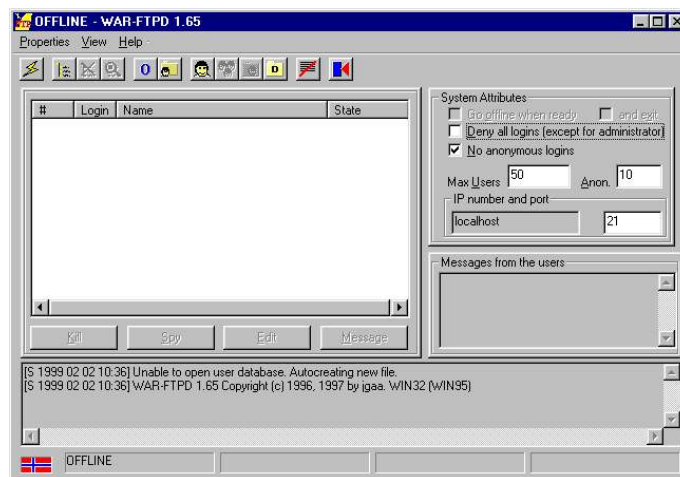 OFFLINE - WAR-FTPD 1.65
Properties View Help
# Login Name State
Kill Spy Edit Message
System Attributes
Go offline when ready and exit
Deny all logins (except for administrator)
No anonymous logins
Max Users 50 Anon. 10
IP number and port
localhost 21
Messages from the users
[S 1999 02 02 10:36] Unable to open user database. Autocreating new file.
[S 1999 02 02 10:36] WAR-FTPD 1.65 Copyright (c) 1996, 1997 by jgaa. WIN32 (WIN95)
OFFLINE